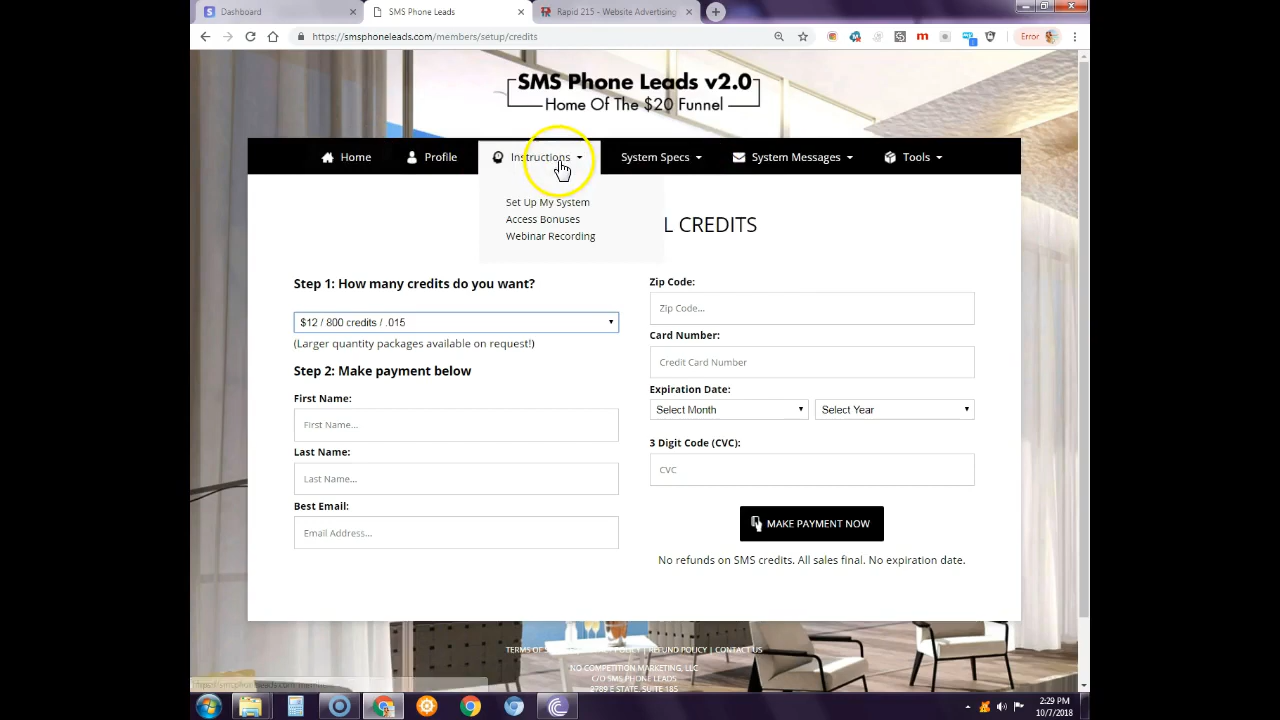 Dashboard
SMS Phone Leads
Rapid 215 - Website Advertising
https://smsphoneleads.com/members/setup/credits
Error
SMS Phone Leads v2.0
Home Of The $20 Funnel
Home
Profile
Instructions
System Specs
System Messages
Tools
Set Up My System
Access Bonuses
Webinar Recording
L CREDITS
Step 1: How many credits do you want?
$12 / 800 credits / .015
(Larger quantity packages available on request!)
Step 2: Make payment below
First Name:
First Name...
Last Name:
Last Name...
Best Email:
Email Address...
Zip Code:
Zip Code...
Card Number:
Credit Card Number
Expiration Date:
Select Month
Select Year
3 Digit Code (CVC):
CVC
MAKE PAYMENT NOW
No refunds on SMS credits. All sales final. No expiration date.
TERMS OF | REFUND POLICY | CONTACT US
NO COMPETITION MARKETING, LLC
C/O SMS PHONE LEADS
2789 E STATE, SUITE 185
2:29 PM
10/7/2018